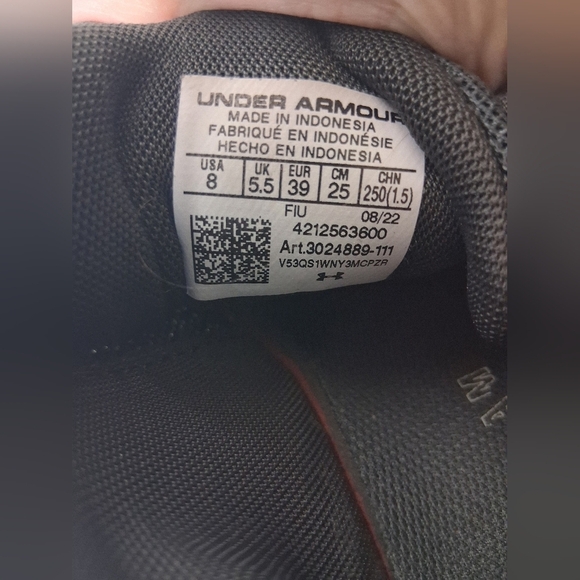 UNDER ARMOUR
MADE IN INDONESIA
FABRIQUÉ EN INDONÉSIE
HECHO EN INDONESIA
USA UK EUR CM CHN
8 5.5 39 25 250(1.5)
FIU 08/22
4212563600
Art.3024889-111
V53QS1WNY3MCPZR